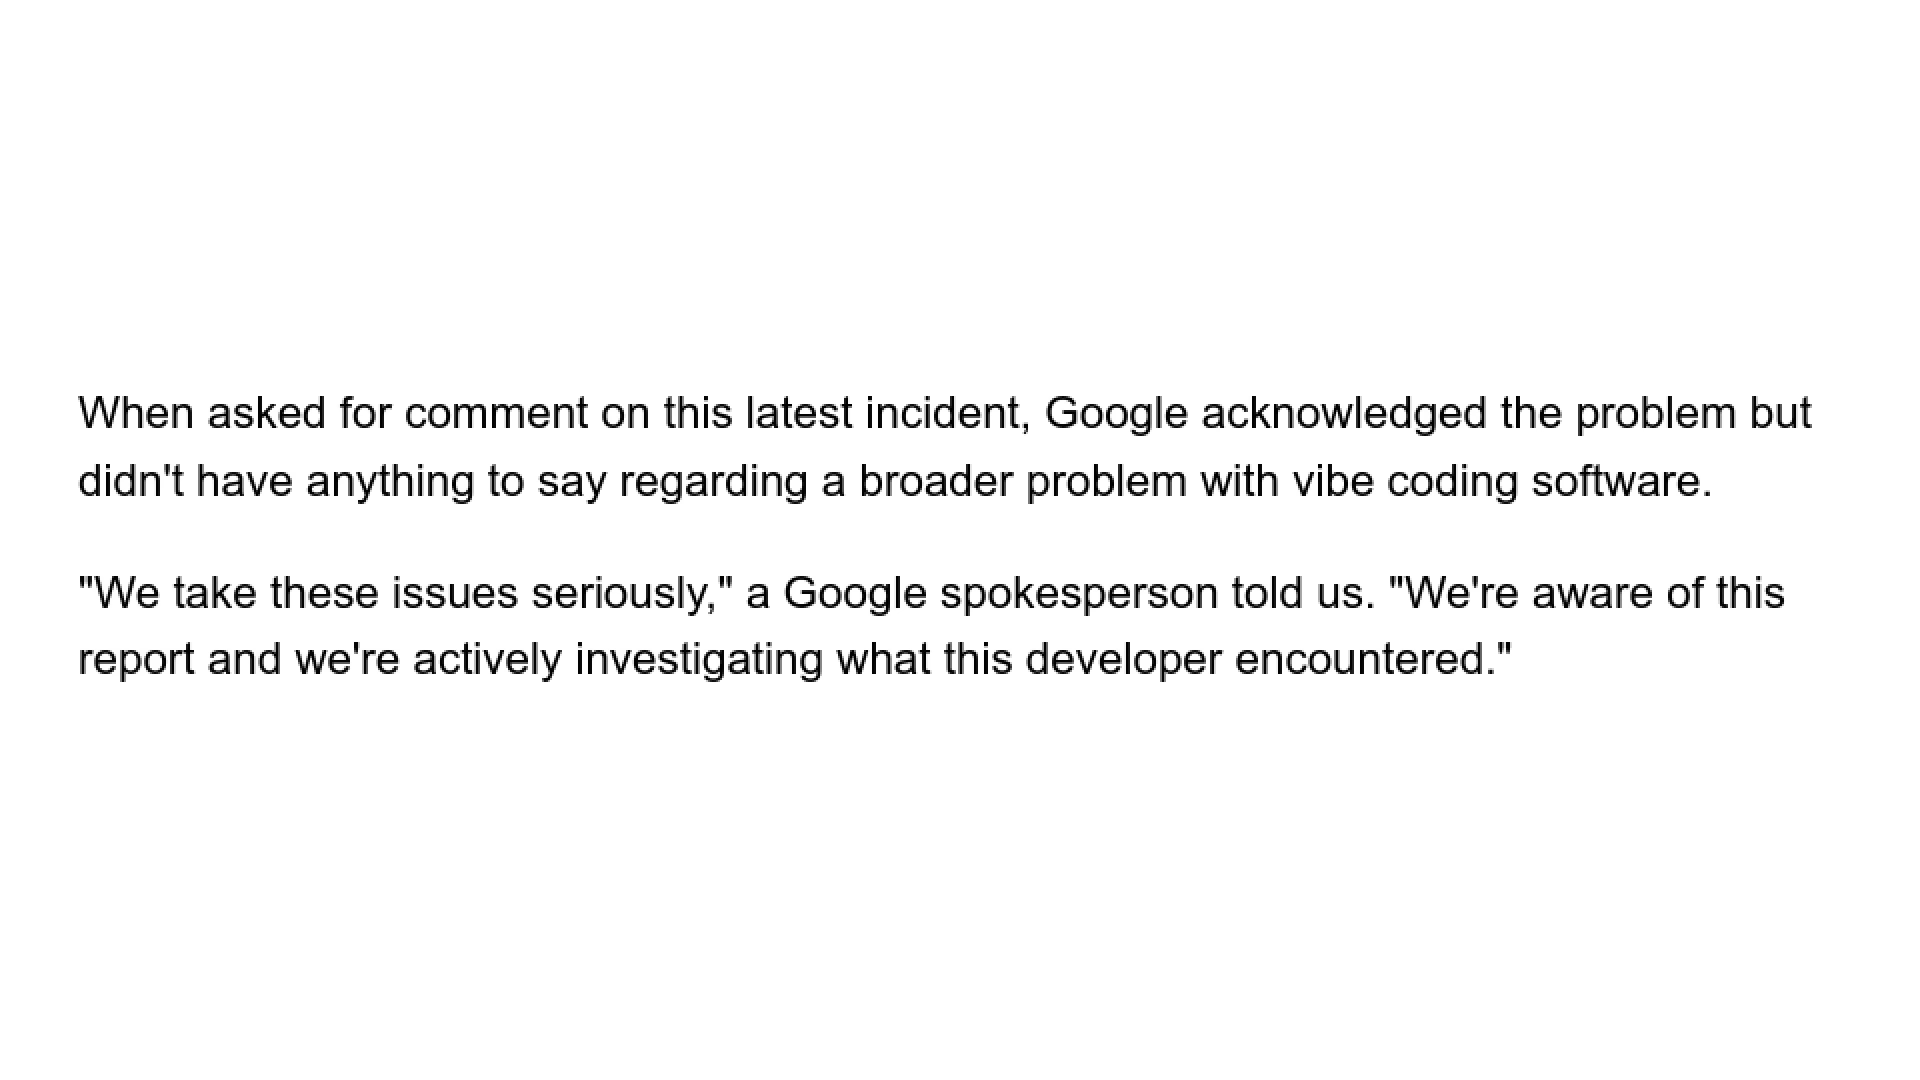 When asked for comment on this latest incident, Google acknowledged the problem but
didn't have anything to say regarding a broader problem with vibe coding software.
"We take these issues seriously," a Google spokesperson told us. "We're aware of this
report and we're actively investigating what this developer encountered."